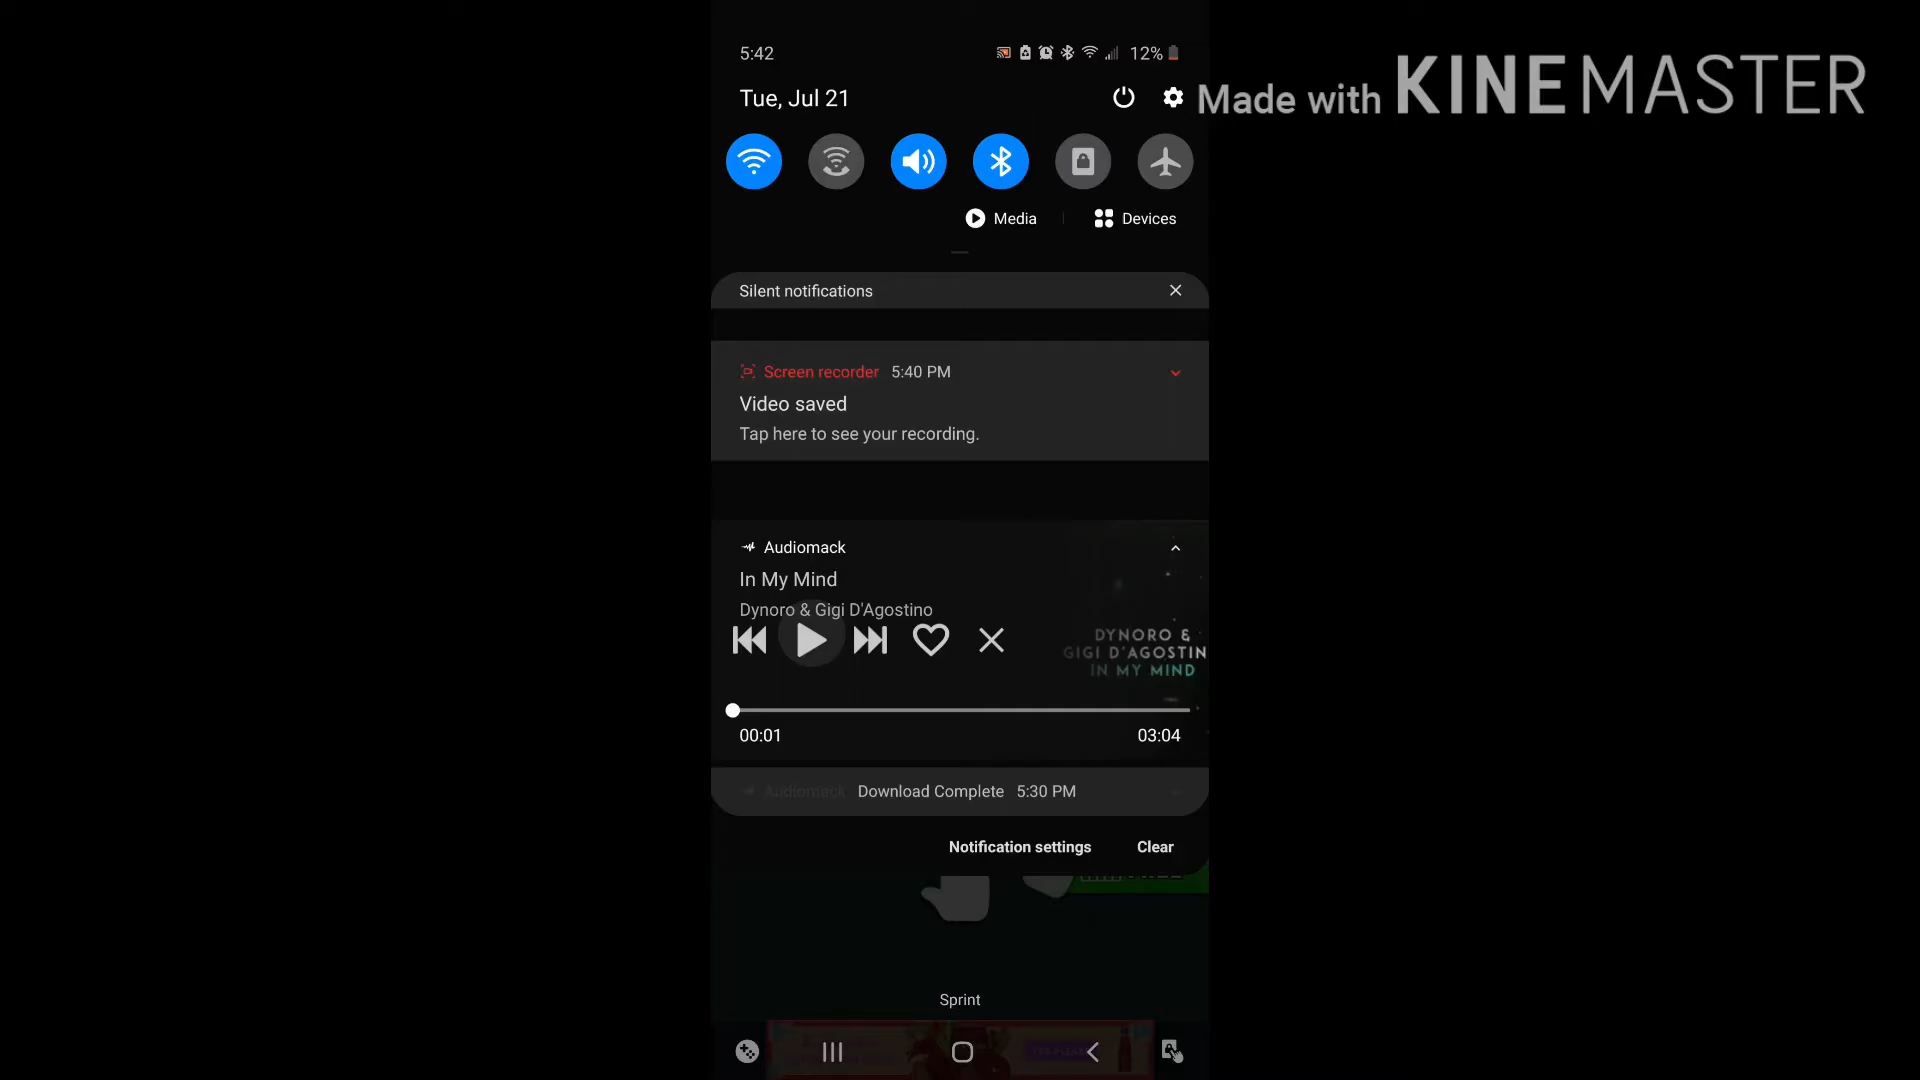 5:42
12%
Made with KINEMASTER
Tue, Jul 21
Media
Devices
Silent notifications
Screen recorder 5:40 PM
Video saved
Tap here to see your recording.
Audiomack
In My Mind
Dynoro & Gigi D'Agostino
DYNORO &
GIGI D'AGOSTIN
IN MY MIND
00:01
03:04
Audiomack Download Complete 5:30 PM
Notification settings
Clear
Sprint